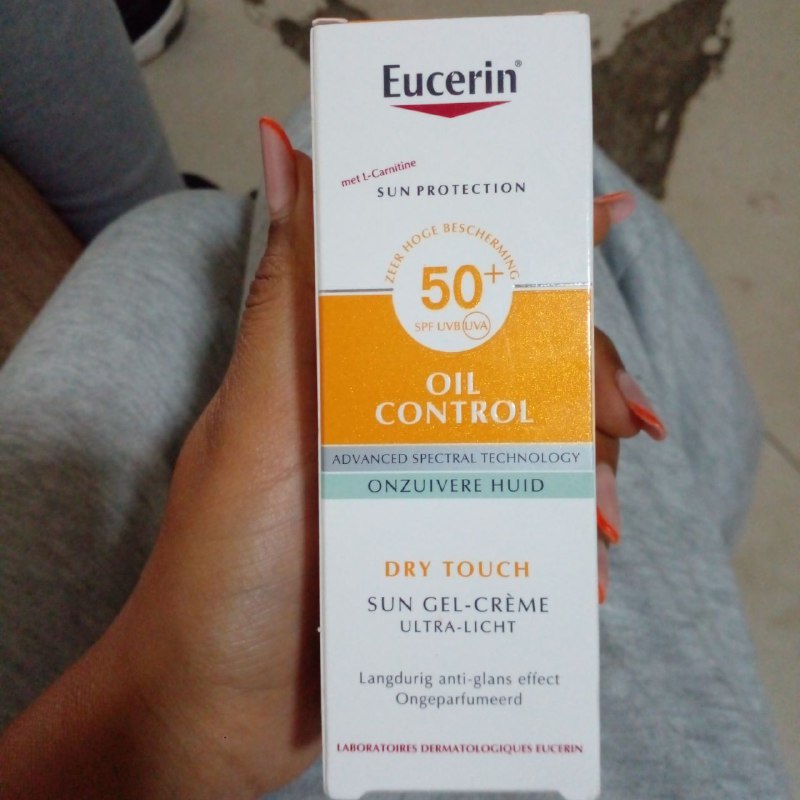 Eucerin®
met L-Carnitine
SUN PROTECTION
ZEER HOGE BESCHERMING
50+
SPF UVB UVA
OIL
CONTROL
ADVANCED SPECTRAL TECHNOLOGY
ONZUIVERE HUID
DRY TOUCH
SUN GEL-CRÈME
ULTRA-LICHT
Langdurig anti-glans effect
Ongeparfumeerd
LABORATOIRES DERMATOLOGIQUES EUCERIN